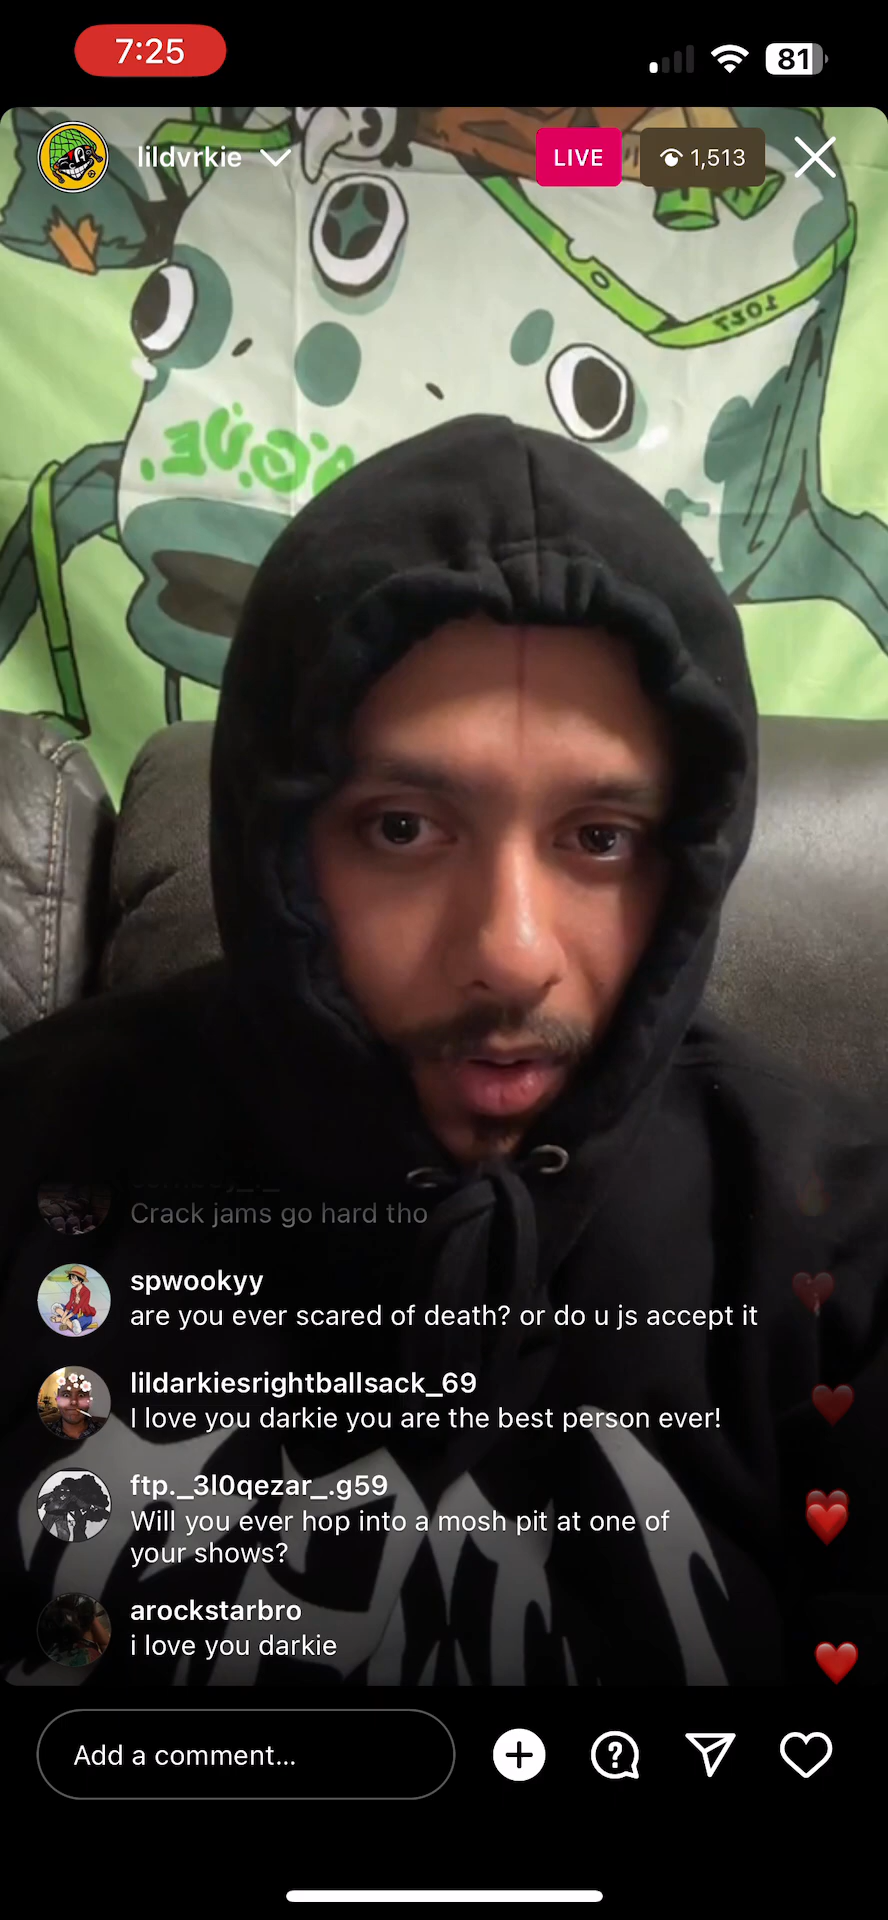 7:25
81
lildvrkie
LIVE
1,513
Crack jams go hard tho
spwookyy
are you ever scared of death? or do u js accept it
lildarkiesrightballsack_69
I love you darkie you are the best person ever!
ftp._3l0qezar_.g59
Will you ever hop into a mosh pit at one of
your shows?
arockstarbro
i love you darkie
Add a comment...